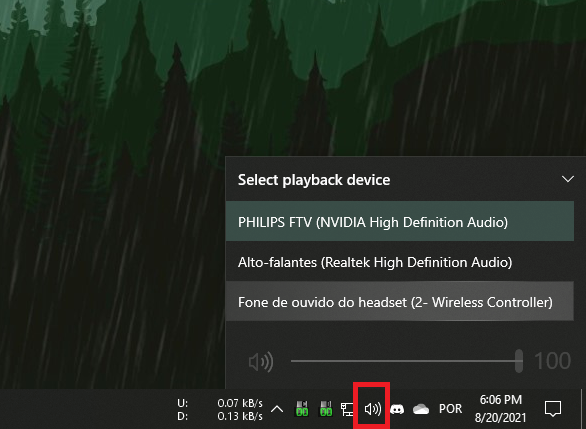 Select playback device
PHILIPS FTV (NVIDIA High Definition Audio)
Alto-falantes (Realtek High Definition Audio)
Fone de ouvido do headset (2- Wireless Controller)
100
U: 0.07 kB/s
D: 0.13 kB/s
POR
6:06 PM
8/20/2021